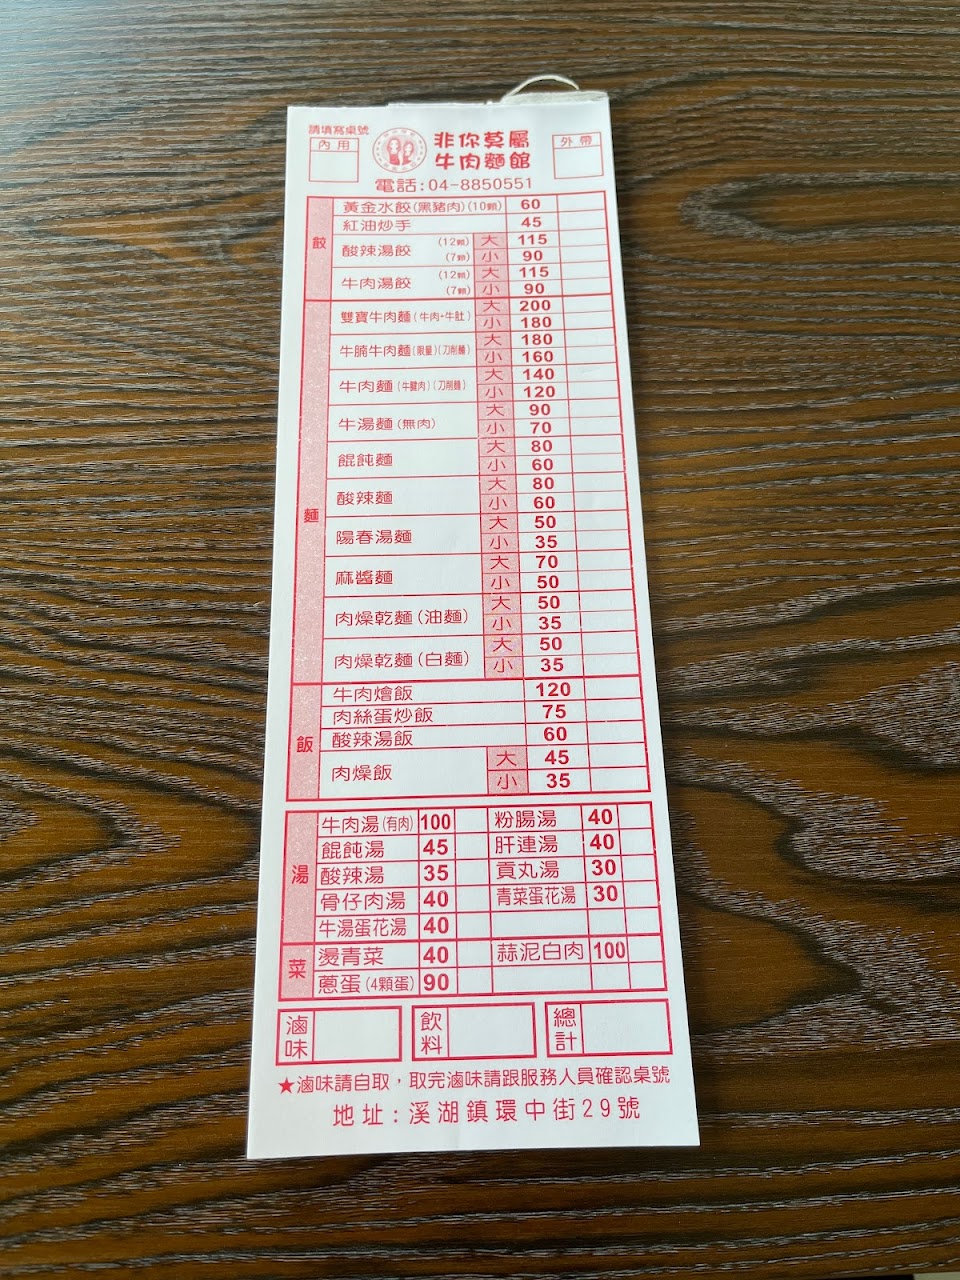 請填寫桌號
內用
非你莫屬
牛肉麵館
外帶
電話:04-8850551
餃
黃金水餃(黑豬肉)(10顆) 60
紅油炒手 45
酸辣湯餃 (12顆) 大 115
(7顆) 小 90
牛肉湯餃 (12顆) 大 115
(7顆) 小 90
麵
雙寶牛肉麵(牛肉+牛肚) 大 200
小 180
牛腩牛肉麵(限量)(刀削麵) 大 180
小 160
牛肉麵(牛腱肉)(刀削麵) 大 140
小 120
牛湯麵(無肉) 大 90
小 70
餛飩麵 大 80
小 60
酸辣麵 大 80
小 60
陽春湯麵 大 50
小 35
麻醬麵 大 70
小 50
肉燥乾麵(油麵) 大 50
小 35
肉燥乾麵(白麵) 大 50
小 35
飯
牛肉燴飯 120
肉絲蛋炒飯 75
酸辣湯飯 60
肉燥飯 大 45
小 35
湯
牛肉湯(有肉) 100 粉腸湯 40
餛飩湯 45 肝連湯 40
酸辣湯 35 貢丸湯 30
骨仔肉湯 40 青菜蛋花湯 30
牛湯蛋花湯 40
菜
燙青菜 40 蒜泥白肉 100
蔥蛋(4顆蛋) 90
滷味 飲料 總計
★滷味請自取,取完滷味請跟服務人員確認桌號
地址:溪湖鎮環中街29號